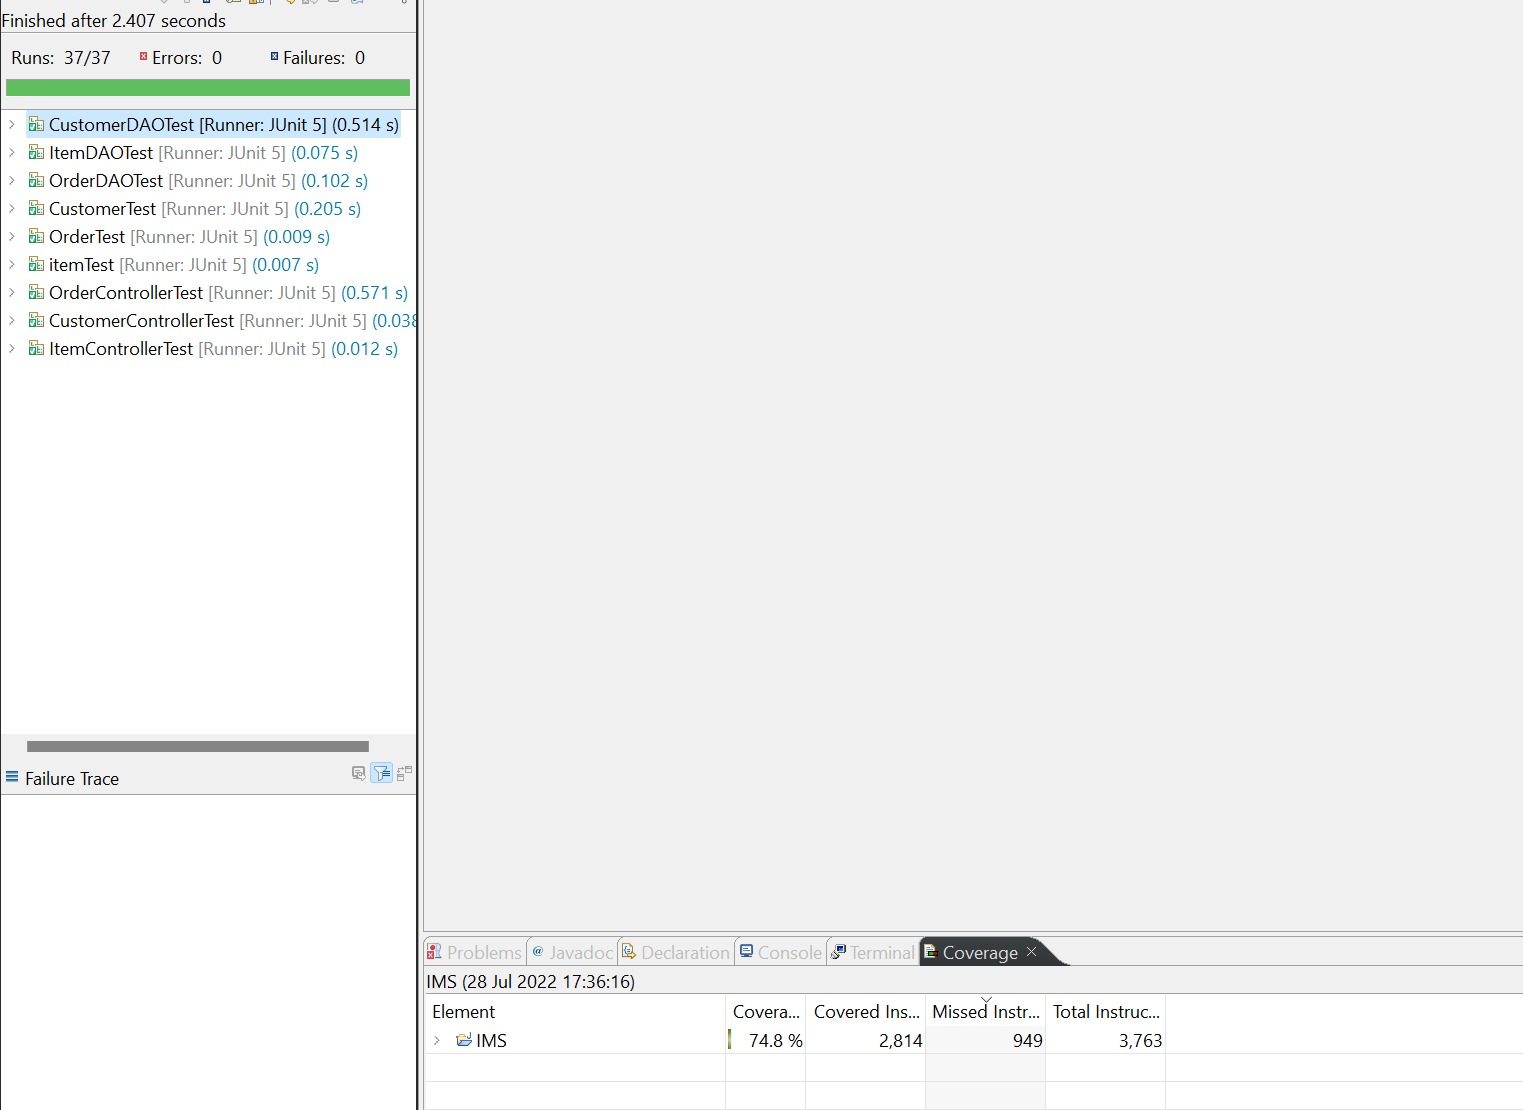 Finished after 2.407 seconds
Runs: 37/37 Errors: 0 Failures: 0
CustomerDAOTest [Runner: JUnit 5] (0.514 s)
ItemDAOTest [Runner: JUnit 5] (0.075 s)
OrderDAOTest [Runner: JUnit 5] (0.102 s)
CustomerTest [Runner: JUnit 5] (0.205 s)
OrderTest [Runner: JUnit 5] (0.009 s)
itemTest [Runner: JUnit 5] (0.007 s)
OrderControllerTest [Runner: JUnit 5] (0.571 s)
CustomerControllerTest [Runner: JUnit 5] (0.038
ItemControllerTest [Runner: JUnit 5] (0.012 s)
Failure Trace
Problems Javadoc Declaration Console Terminal Coverage
IMS (28 Jul 2022 17:36:16)
Element Covera... Covered Ins... Missed Instr... Total Instruc...
IMS 74.8 % 2,814 949 3,763